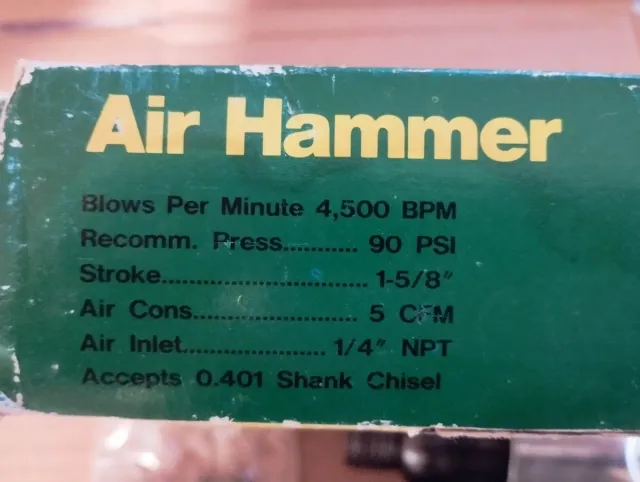 Air Hammer
Blows Per Minute 4,500 BPM
Recomm. Press........... 90 PSI
Stroke.............................. 1-5/8"
Air Cons........................ 5 CFM
Air Inlet..................... 1/4" NPT
Accepts 0.401 Shank Chisel